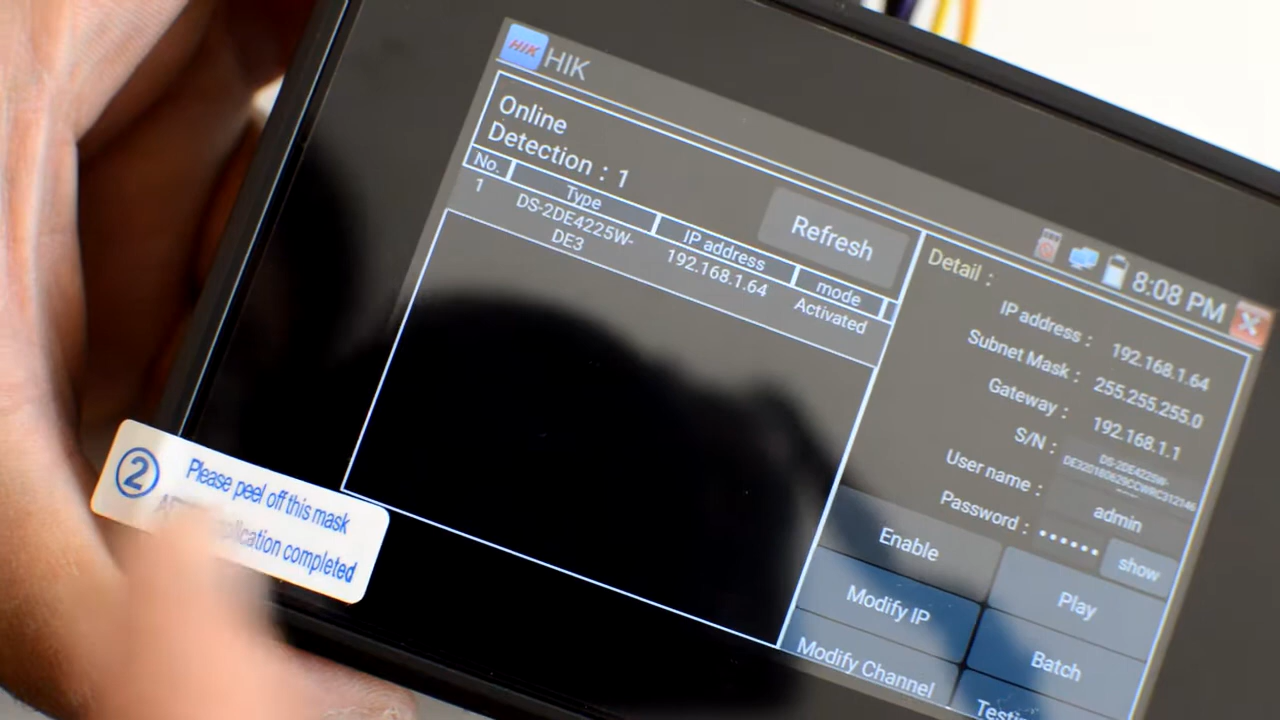 HIK HIK
Online
Detection : 1
Refresh
No. Type IP address mode
1 DS-2DE4225W-
DE3 192.168.1.64 Activated
8:08 PM
Detail :
IP address : 192.168.1.64
Subnet Mask : 255.255.255.0
Gateway : 192.168.1.1
S/N : DS-2DE4225W-
User name : admin
Password : •••••• show
Enable Play
Modify IP Batch
Modify Channel
②
Please peel off this mask
completed